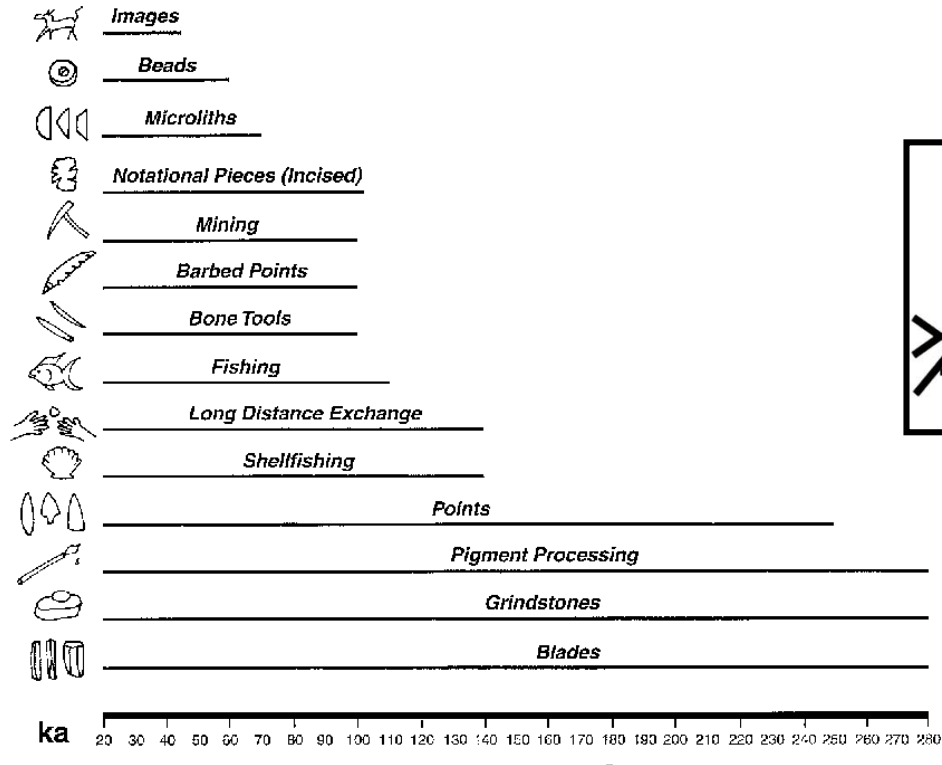 Images
Beads
Microliths
Notational Pieces (Incised)
Mining
Barbed Points
Bone Tools
Fishing
Long Distance Exchange
Shellfishing
Points
Pigment Processing
Grindstones
Blades
ka 20 30 40 50 60 70 80 90 100 110 120 130 140 150 160 170 180 190 200 210 220 230 240 250 260 270 280